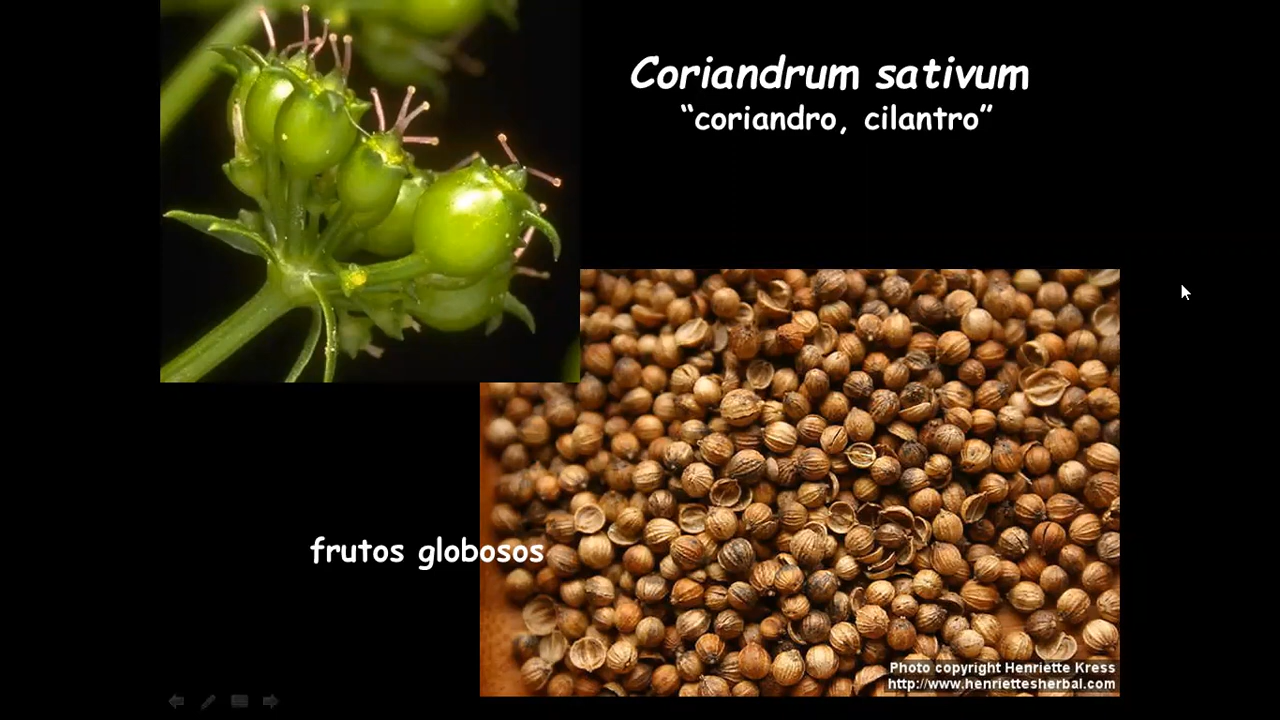 Coriandrum sativum
“coriandro, cilantro”
frutos globosos
Photo copyright Henriette Kress
http://www.henriettesherbal.com